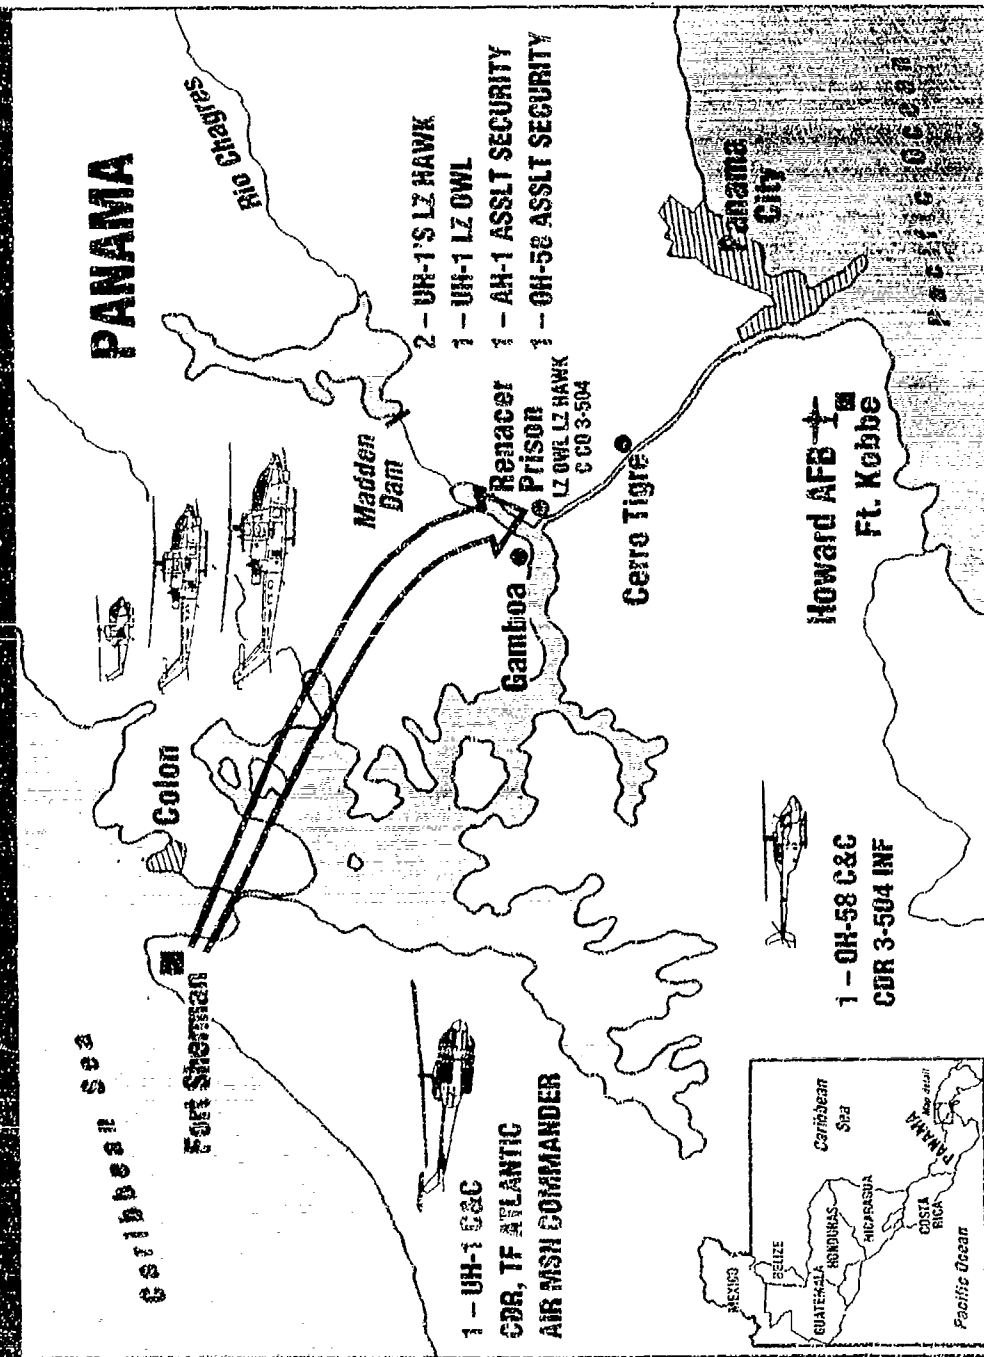 PANAMA
Rio Chagres
Caribbean Sea
Colon
Fort Sherman
Madden
Dam
2 – UH-1'S LZ HAWK
1 – UH-1 LZ OWL
1 – AH-1 ASSLT SECURITY
1 – OH-58 ASSLT SECURITY
Renacer
Prison
LZ OWL LZ HAWK
C CO 3-504
Gamboa
Cerro Tigre
Panama
City
Pacific Ocean
Howard AFB
Ft. Kobbe
1 – UH-1 C&C
CDR, TF ATLANTIC
AIR MSN COMMANDER
1 – OH-58 C&C
CDR 3-504 INF
MEXICO
BELIZE
GUATEMALA
HONDURAS
NICARAGUA
COSTA
RICA
PANAMA
Map detail
Caribbean
Sea
Pacific Ocean